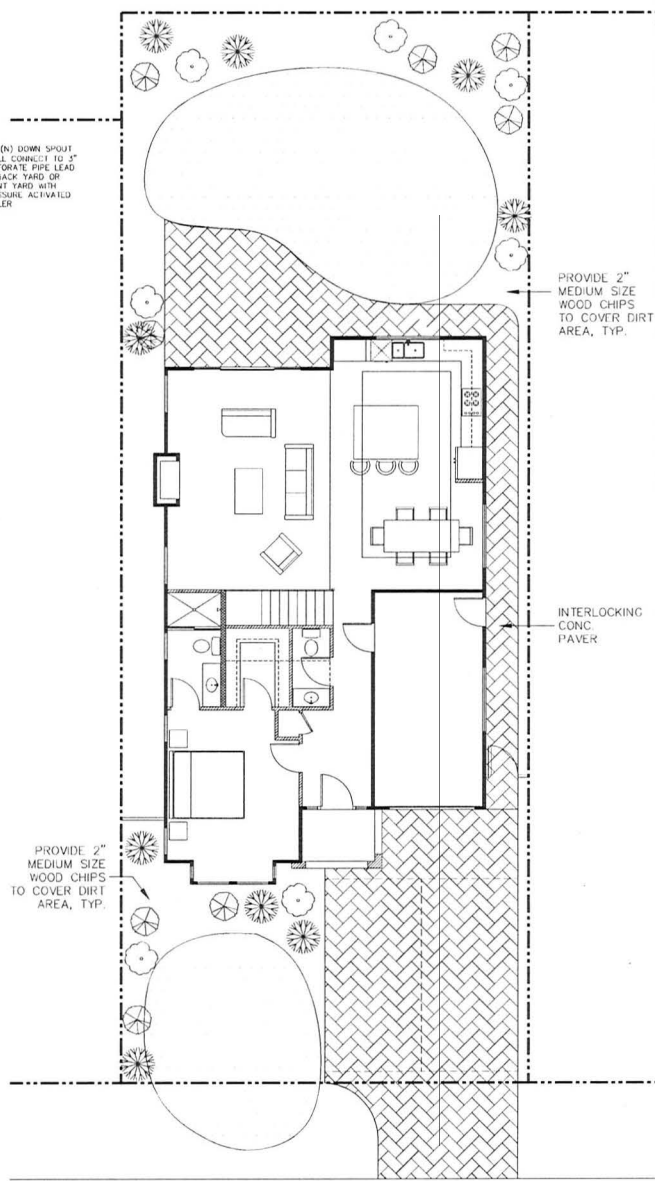 (N) DOWN SPOUT
CONNECT TO 3"
PIPE LEAD
YARD OR
YARD WITH
ACTIVATED
PROVIDE 2"
MEDIUM SIZE
WOOD CHIPS
TO COVER DIRT
AREA, TYP.
INTERLOCKING
CONC.
PAVER
PROVIDE 2"
MEDIUM SIZE
WOOD CHIPS
TO COVER DIRT
AREA, TYP.